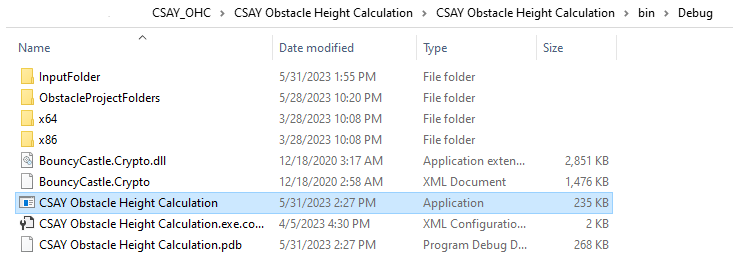 CSAY_OHC > CSAY Obstacle Height Calculation > CSAY Obstacle Height Calculation > bin > Debug
Name Date modified Type Size
InputFolder 5/31/2023 1:55 PM File folder
ObstacleProjectFolders 5/28/2023 10:20 PM File folder
x64 3/28/2023 10:08 PM File folder
x86 3/28/2023 10:08 PM File folder
BouncyCastle.Crypto.dll 12/18/2020 3:17 AM Application exten... 2,851 KB
BouncyCastle.Crypto 12/18/2020 2:58 AM XML Document 1,476 KB
CSAY Obstacle Height Calculation 5/31/2023 2:27 PM Application 235 KB
CSAY Obstacle Height Calculation.exe.co... 4/5/2023 4:30 PM XML Configuratio... 2 KB
CSAY Obstacle Height Calculation.pdb 5/31/2023 2:27 PM Program Debug D... 268 KB